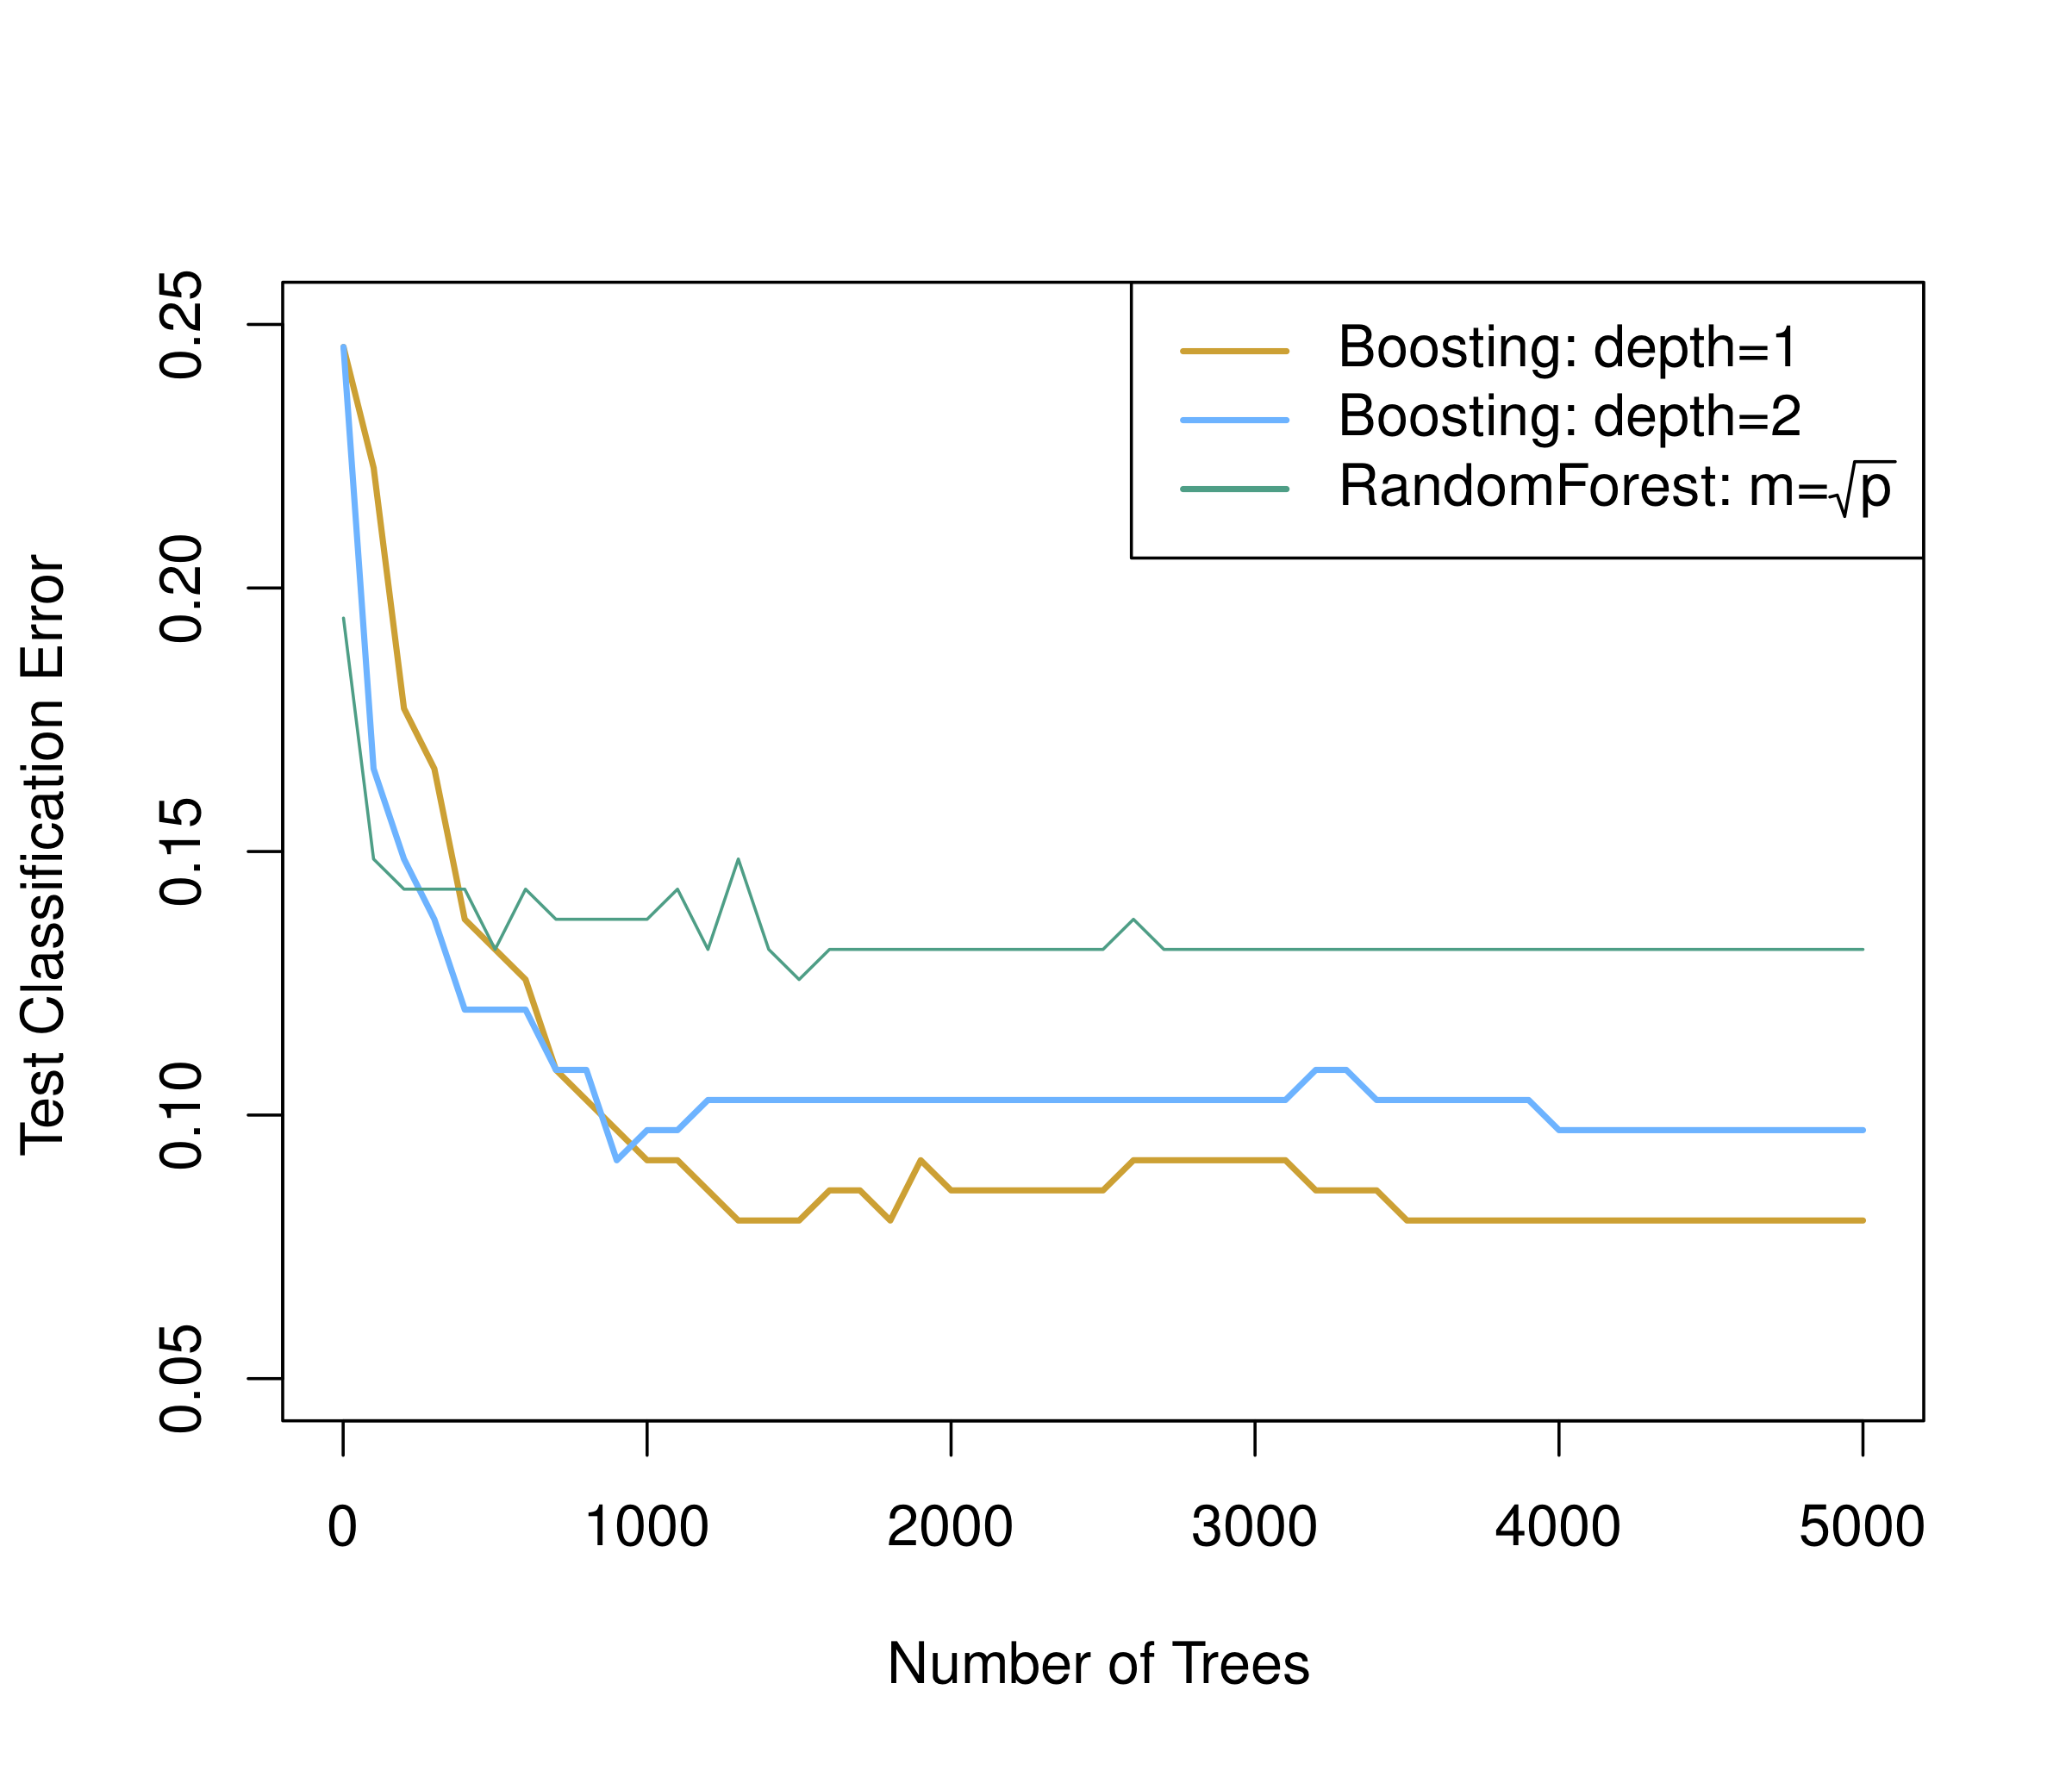 Test Classification Error
0.25
0.20
0.15
0.10
0.05
Boosting: depth=1
Boosting: depth=2
RandomForest: m=√p
0 1000 2000 3000 4000 5000
Number of Trees